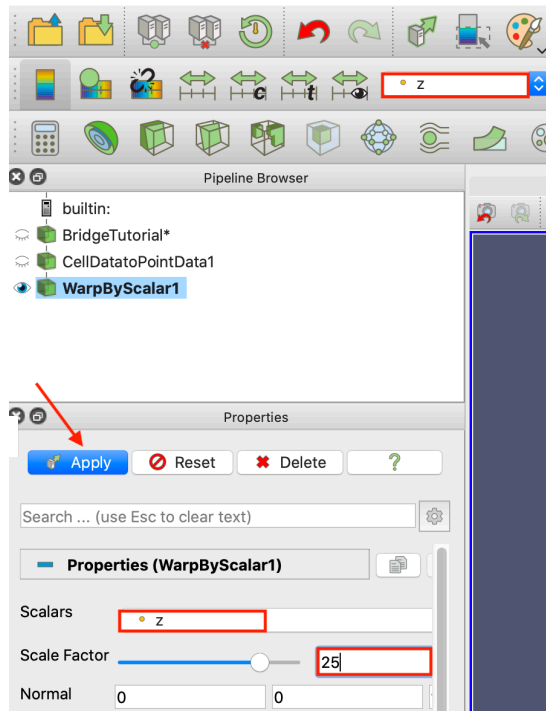 C
t
z
Pipeline Browser
builtin:
BridgeTutorial*
CellDatatoPointData1
WarpByScalar1
Properties
Apply
Reset
Delete
?
Search ... (use Esc to clear text)
Properties (WarpByScalar1)
Scalars
z
Scale Factor
25
Normal
0
0